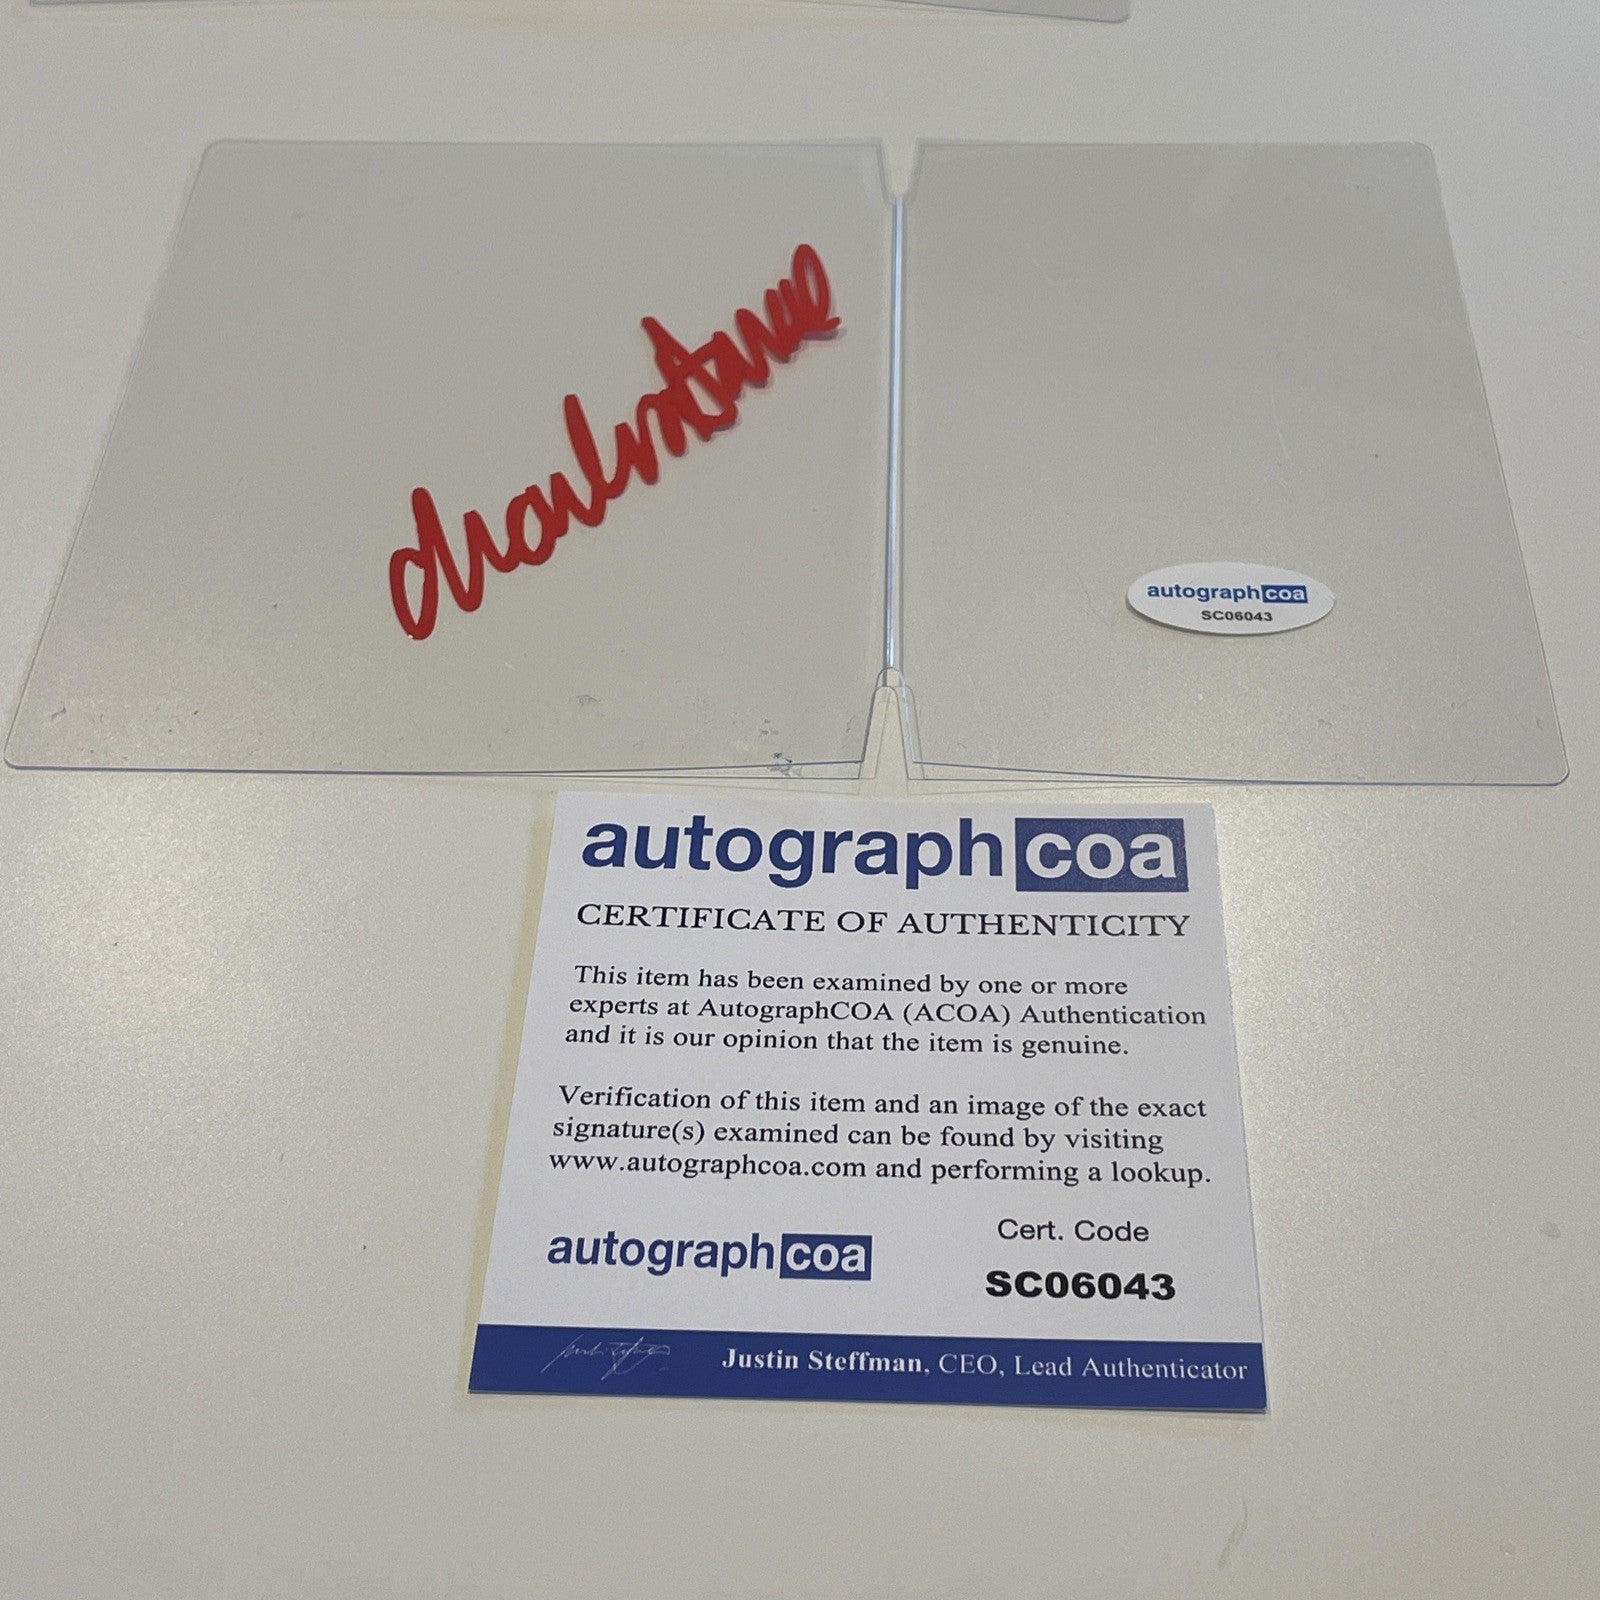 autographcoa
SC06043
autographcoa
CERTIFICATE OF AUTHENTICITY
This item has been examined by one or more
experts at AutographCOA (ACOA) Authentication
and it is our opinion that the item is genuine.
Verification of this item and an image of the exact
signature(s) examined can be found by visiting
www.autographcoa.com and performing a lookup.
autographcoa
Cert. Code
SC06043
Justin Steffman, CEO, Lead Authenticator